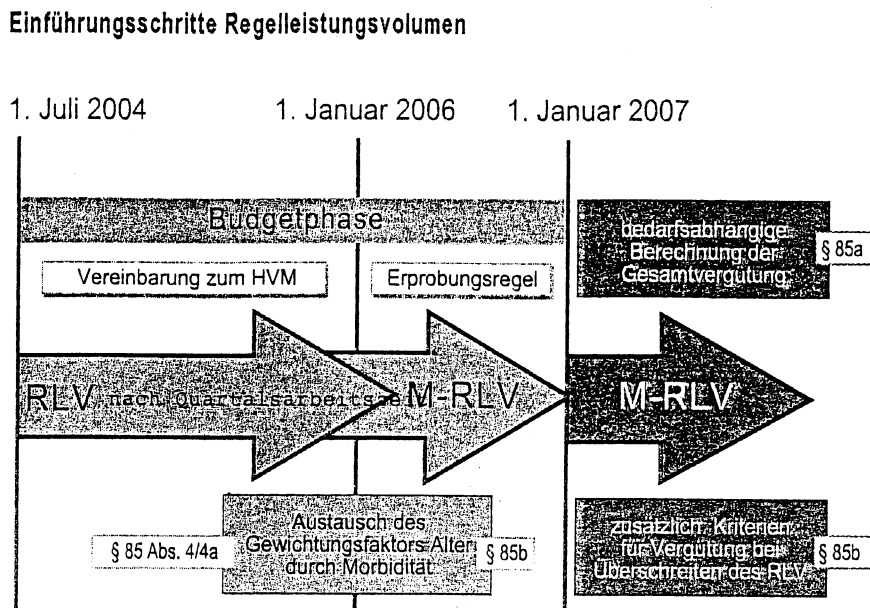 Einführungsschritte Regelleistungsvolumen
1. Juli 2004 1. Januar 2006 1. Januar 2007
Budgetphase
bedarfsabhängige
Berechnung der
Gesamtvergütung
§ 85a
Vereinbarung zum HVM
Erprobungsregel
RLV nach Quartalsarbeitszeit
M-RLV
M-RLV
§ 85 Abs. 4/4a
Austausch des
Gewichtungsfaktors Alter
durch Morbidität
§ 85b
zusätzlich: Kriterien
für Vergütung bei
Überschreiten des RLV
§ 85b